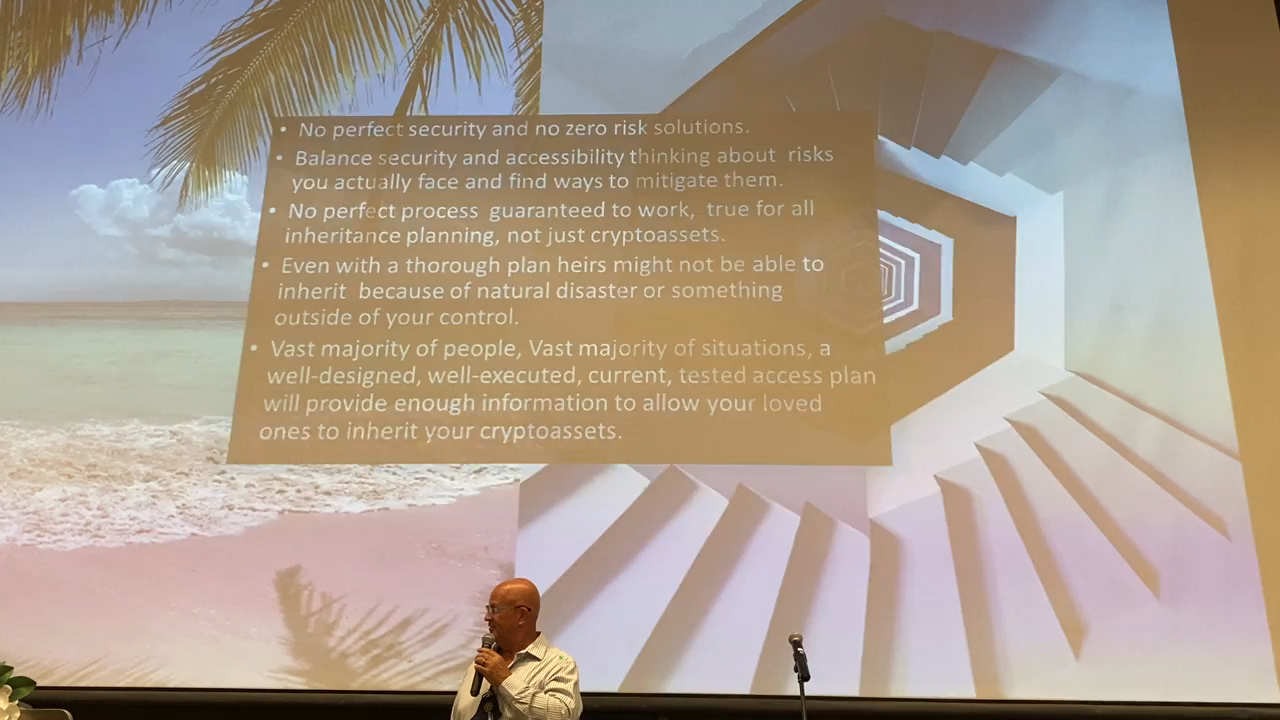 • No perfect security and no zero risk solutions.
• Balance security and accessibility thinking about risks
you actually face and find ways to mitigate them.
• No perfect process guaranteed to work, true for all
inheritance planning, not just cryptoassets.
• Even with a thorough plan heirs might not be able to
inherit because of natural disaster or something
outside of your control.
• Vast majority of people, Vast majority of situations, a
well-designed, well-executed, current, tested access plan
will provide enough information to allow your loved
ones to inherit your cryptoassets.